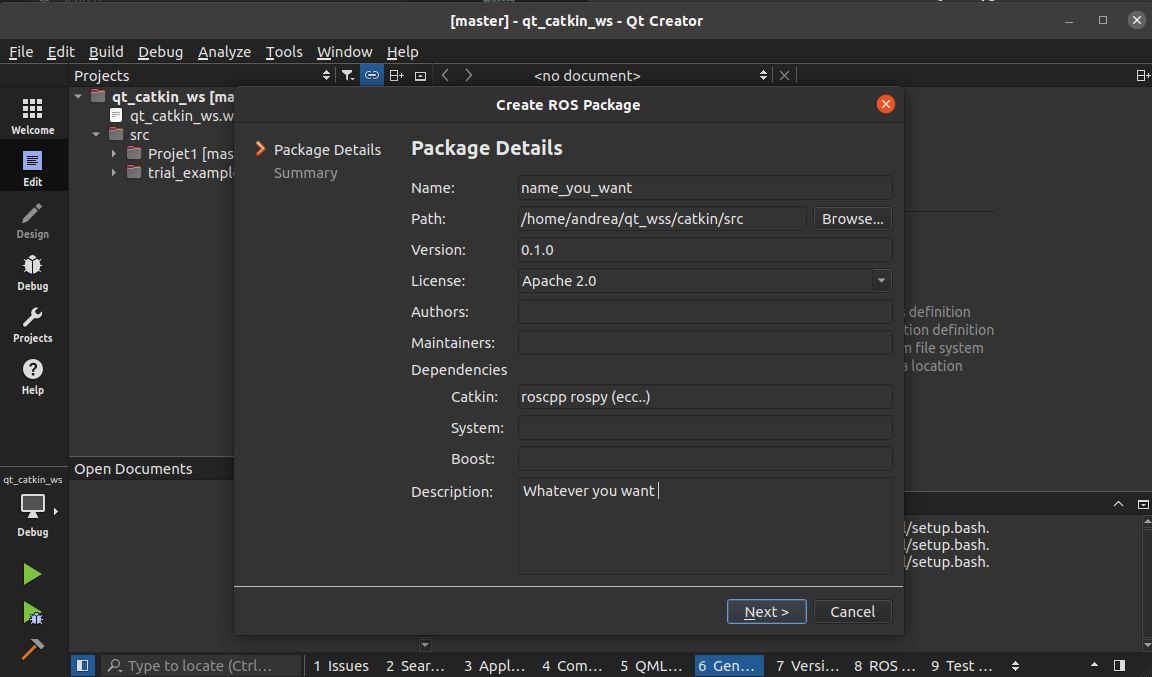 [master] - qt_catkin_ws - Qt Creator
File Edit Build Debug Analyze Tools Window Help
Projects
<no document>
Welcome
Edit
Design
Debug
Projects
Help
qt_catkin_ws [ma
qt_catkin_ws.w
src
Projet1 [mas
trial_example
Create ROS Package
Package Details
Summary
Package Details
Name: name_you_want
Path: /home/andrea/qt_wss/catkin/src Browse...
Version: 0.1.0
License: Apache 2.0
Authors:
Maintainers:
Dependencies
Catkin: roscpp rospy (ecc..)
System:
Boost:
Description: Whatever you want
Next > Cancel
definition
tion definition
file system
location
Open Documents
qt_catkin_ws
Debug
/setup.bash.
/setup.bash.
/setup.bash.
Type to locate (Ctrl... 1 Issues 2 Sear... 3 Appl... 4 Com... 5 QML... 6 Gen... 7 Versi... 8 ROS ... 9 Test ...